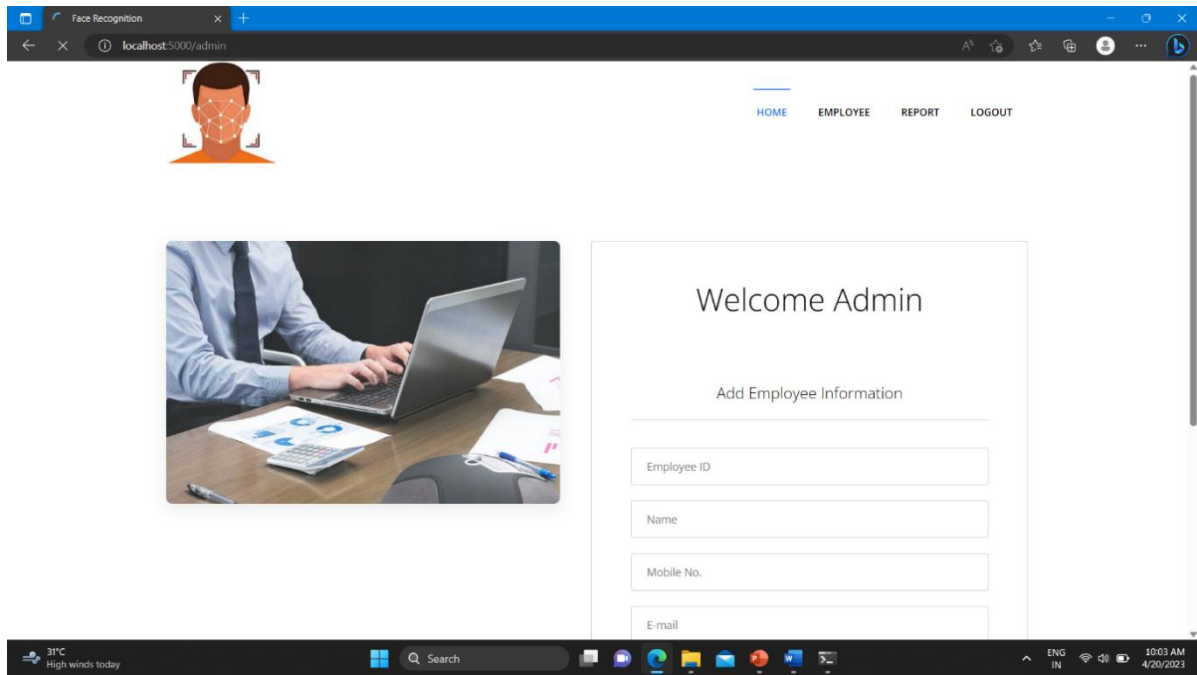 Face Recognition
localhost:5000/admin
HOME EMPLOYEE REPORT LOGOUT
Welcome Admin
Add Employee Information
Employee ID
Name
Mobile No.
E-mail
31°C
High winds today
Search
ENG
IN
10:03 AM
4/20/2023